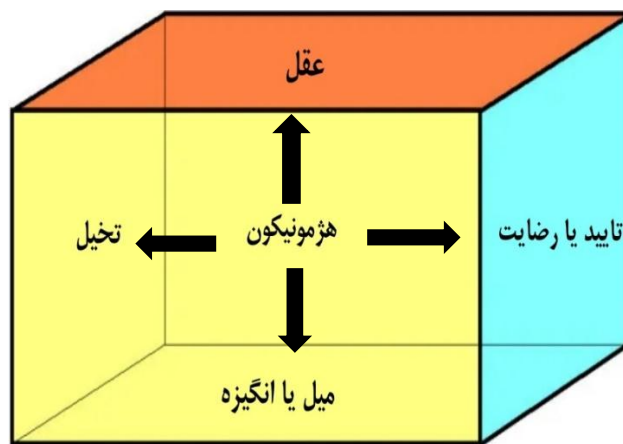 عقل
تایید یا رضایت
هژمونیکون
تخیل
میل یا انگیزه